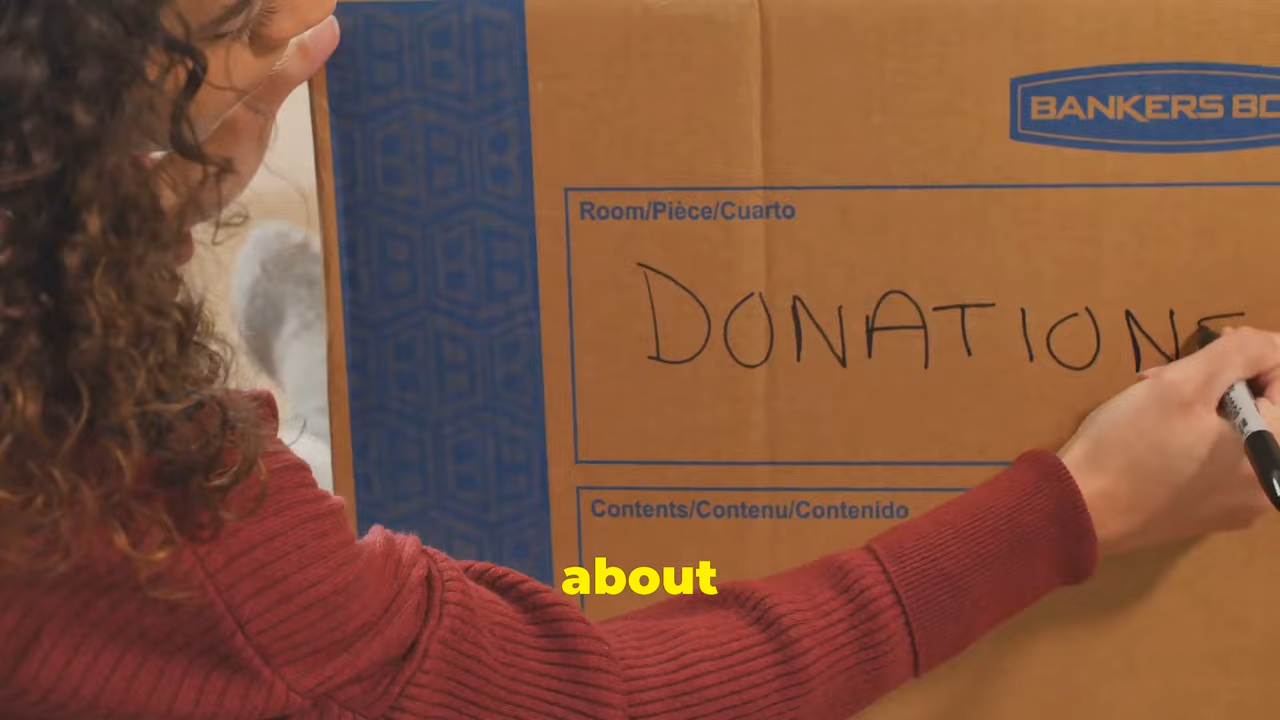 BANKERS BO
Room/Pièce/Cuarto
DONATIONS
Contents/Contenu/Contenido
about